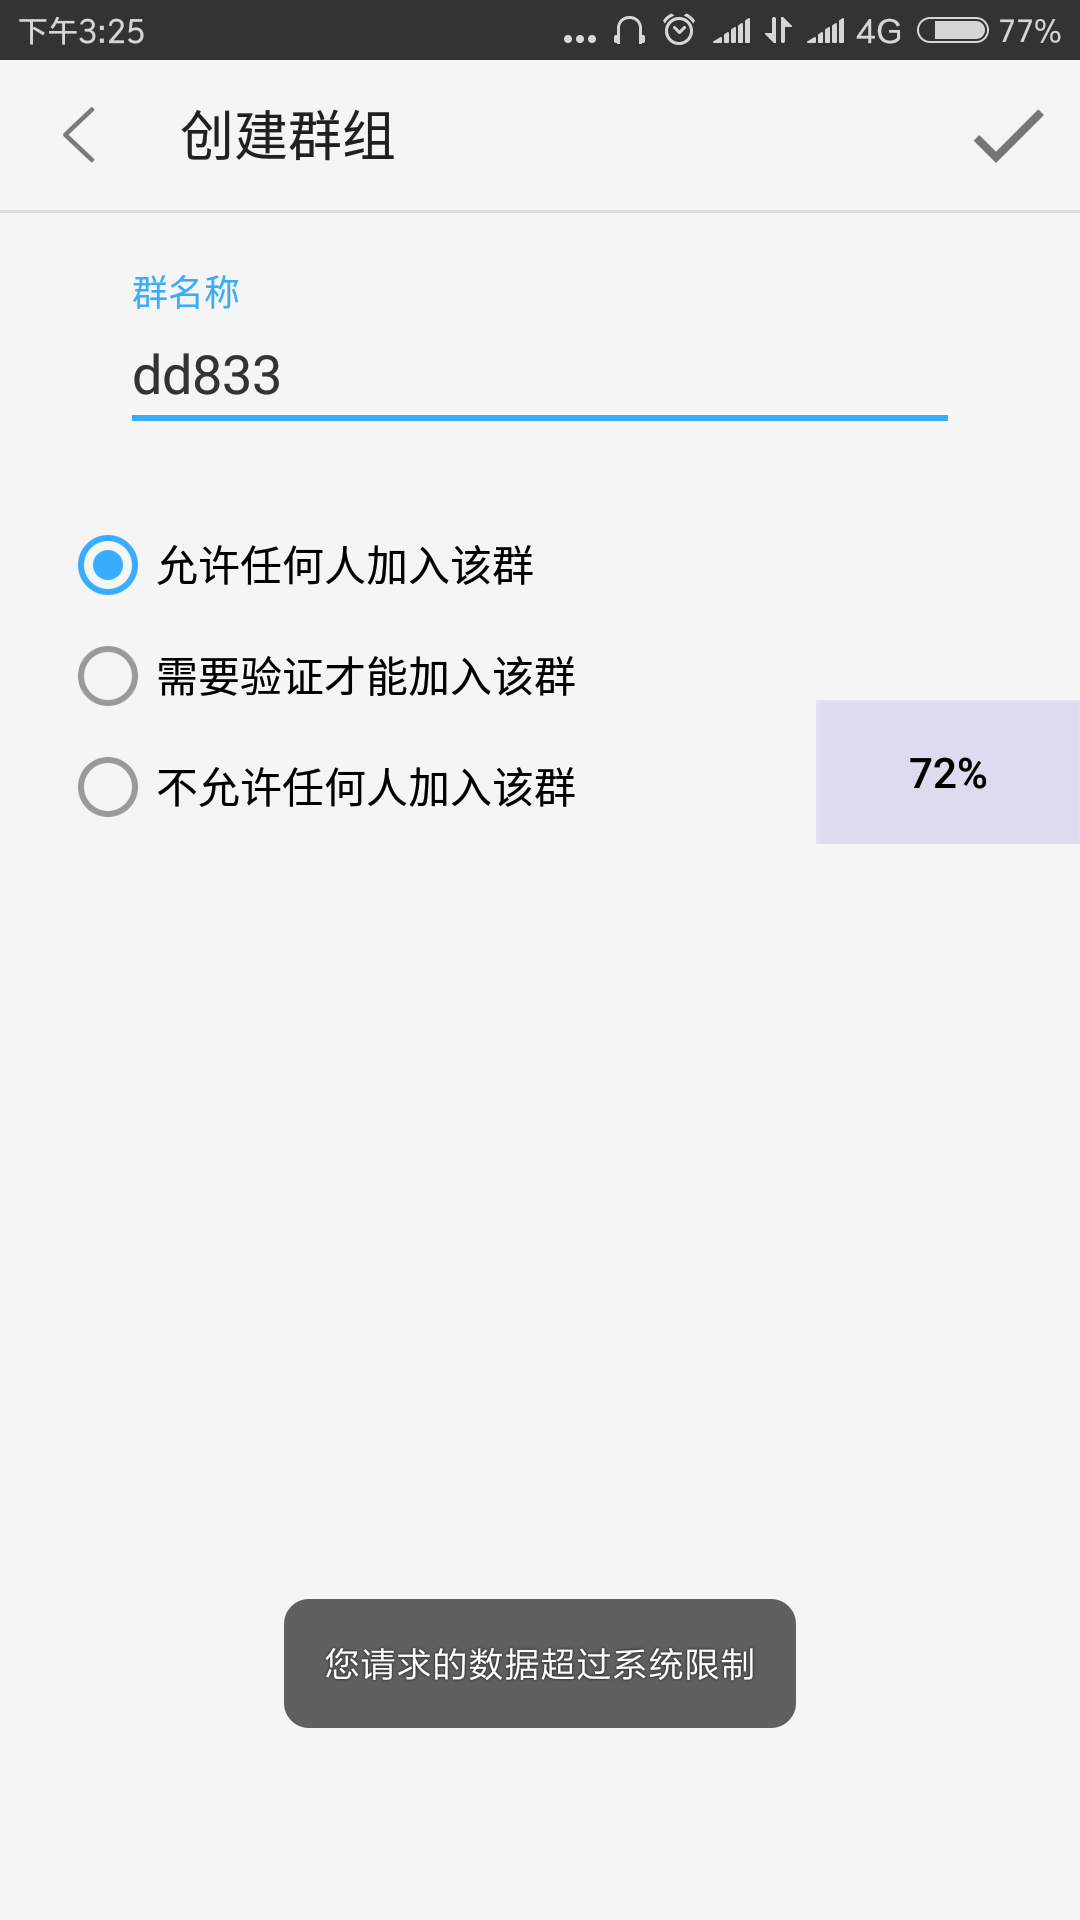 下午3:25
4G
77%
创建群组
群名称
dd833
允许任何人加入该群
需要验证才能加入该群
72%
不允许任何人加入该群
您请求的数据超过系统限制